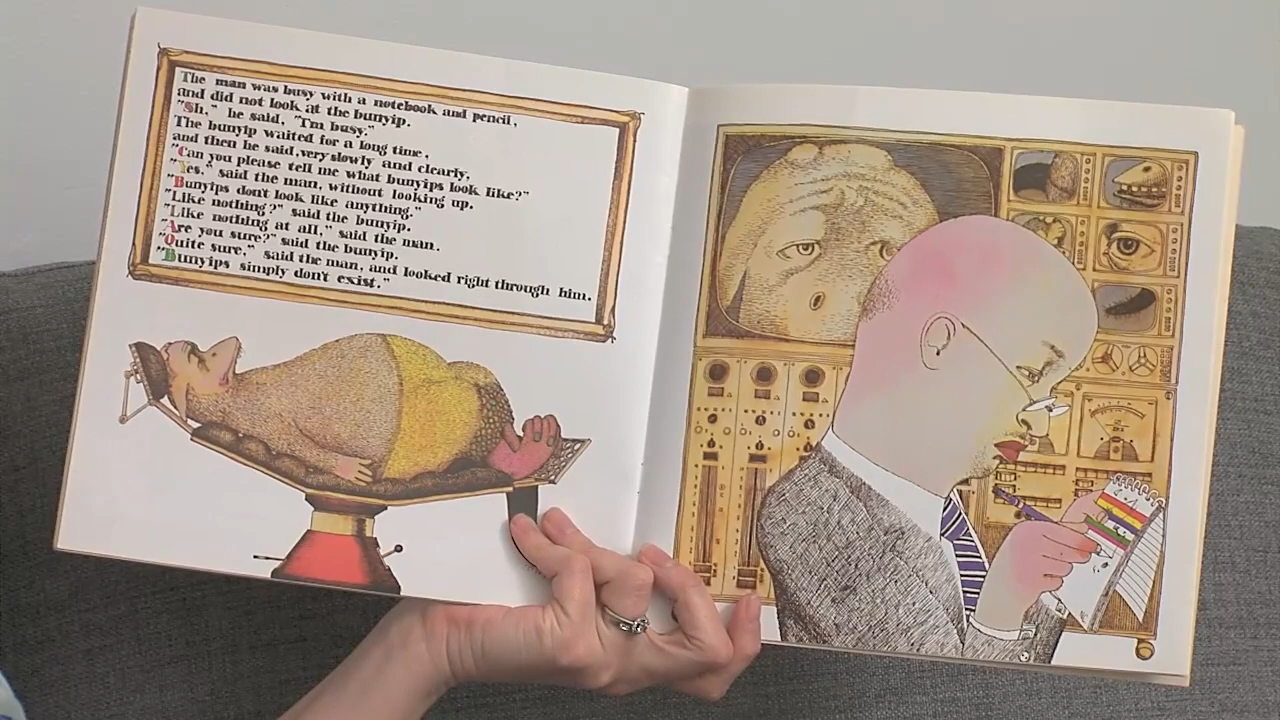 The man was busy with a notebook and pencil,
and did not look at the bunyip.
"Sh," he said, "I'm busy."
The bunyip waited for a long time,
and then he said, very slowly and clearly,
"Can you please tell me what bunyips look like?"
"Yes," said the man, without looking up.
"Bunyips don't look like anything."
"Like nothing?" said the bunyip.
"Like nothing at all," said the man.
"Are you sure?" said the bunyip.
"Quite sure," said the man, and looked right through him.
"Bunyips simply don't exist."